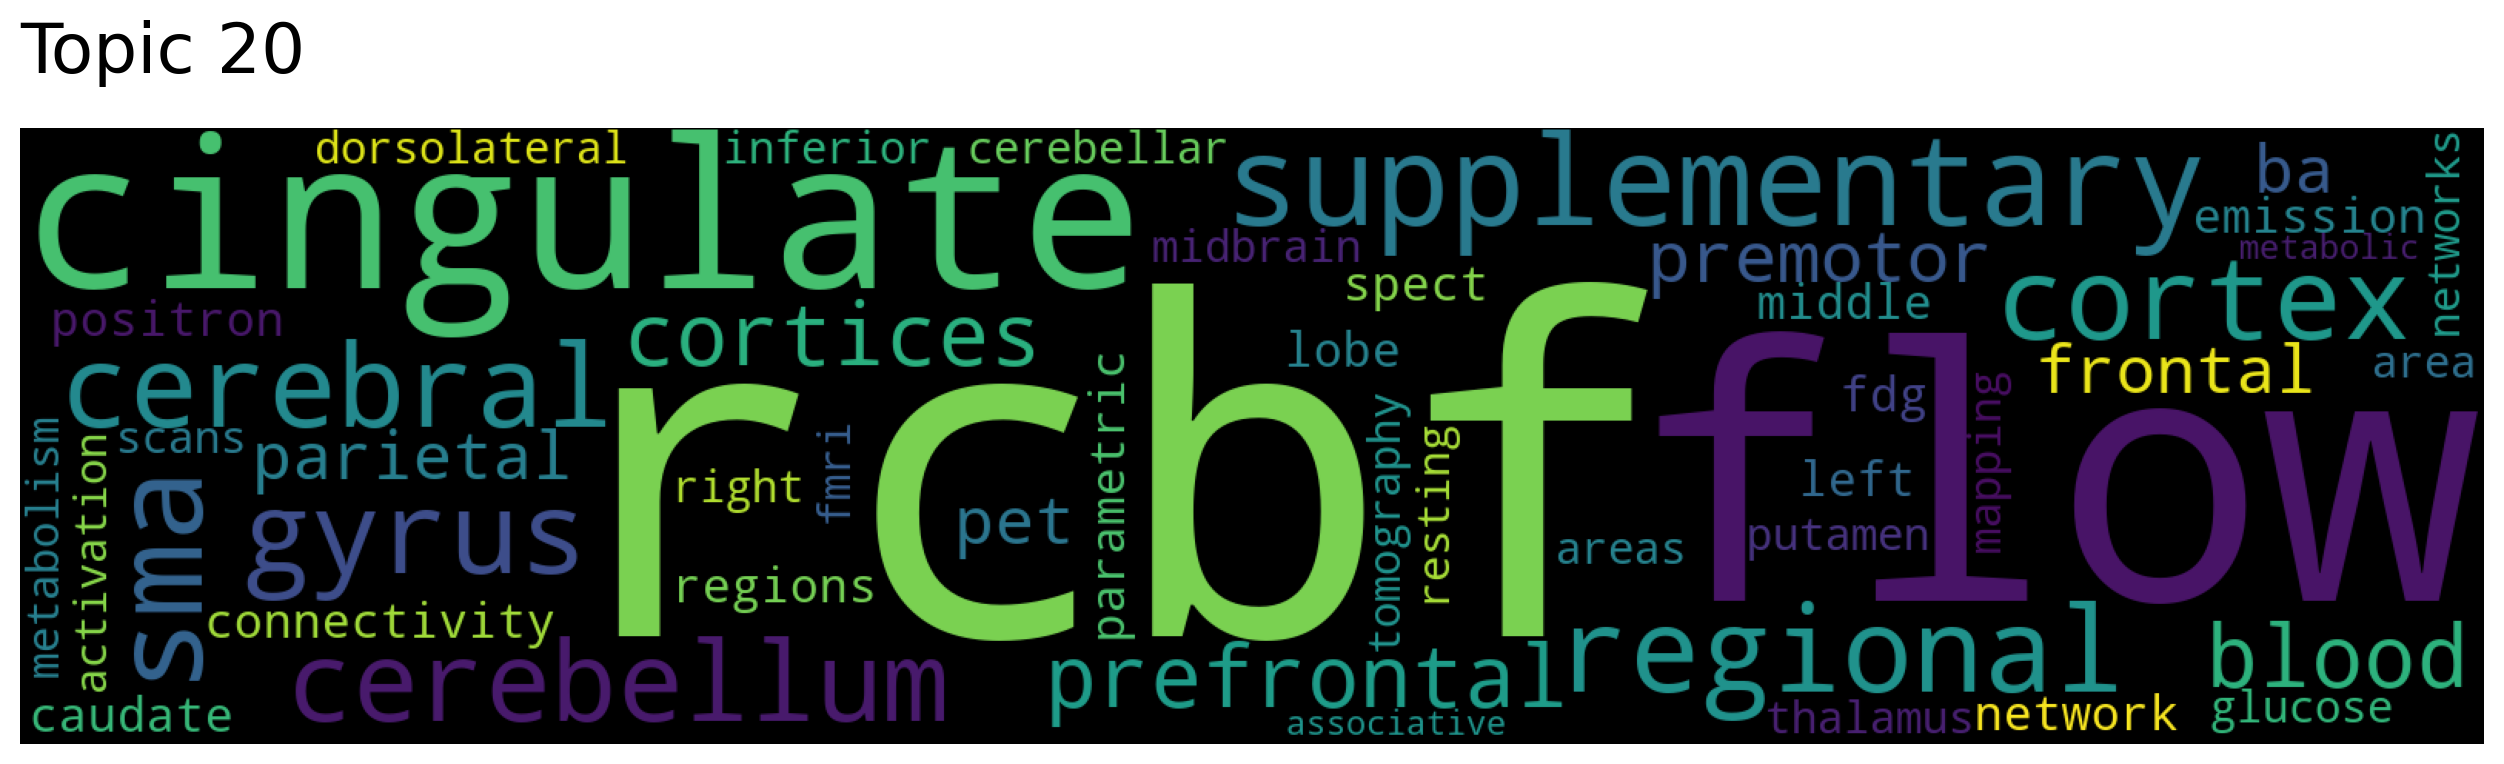 Topic 20
dorsolateral
inferior
cerebellar
cingulate
supplementary
ba
networks
emission
midbrain
premotor
metabolic
spect
middle
cortex
positron
cortices
lobe
frontal
area
cerebral
parametric
fdg
mapping
flow
rcbf
metabolism
activation
scans
parietal
sma
gyrus
right
fmri
pet
tomography
resting
left
putamen
areas
regions
connectivity
cerebellum
prefrontal
regional
blood
caudate
associative
thalamus
network
glucose